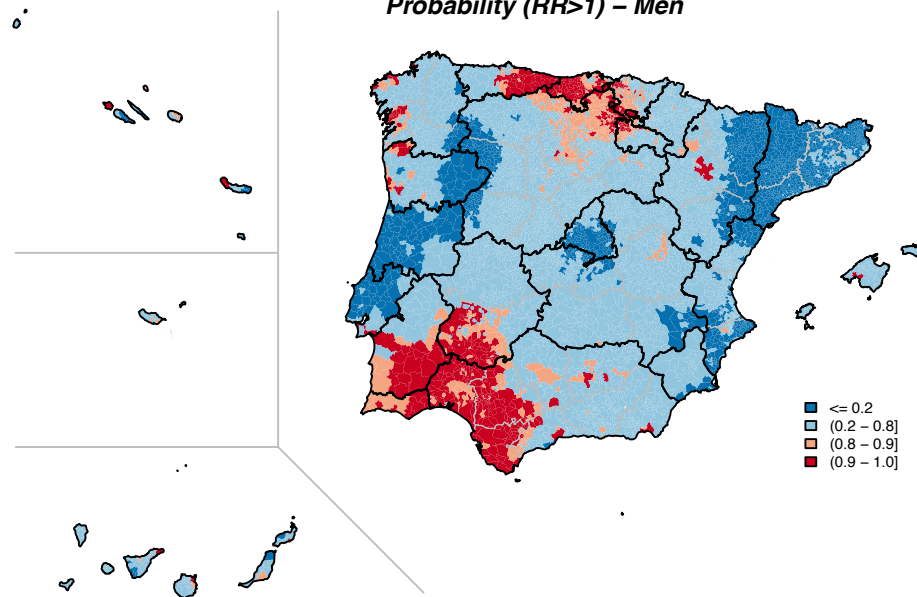 Probability (RR>1) – Men
<= 0.2
(0.2 – 0.8]
(0.8 – 0.9]
(0.9 – 1.0]